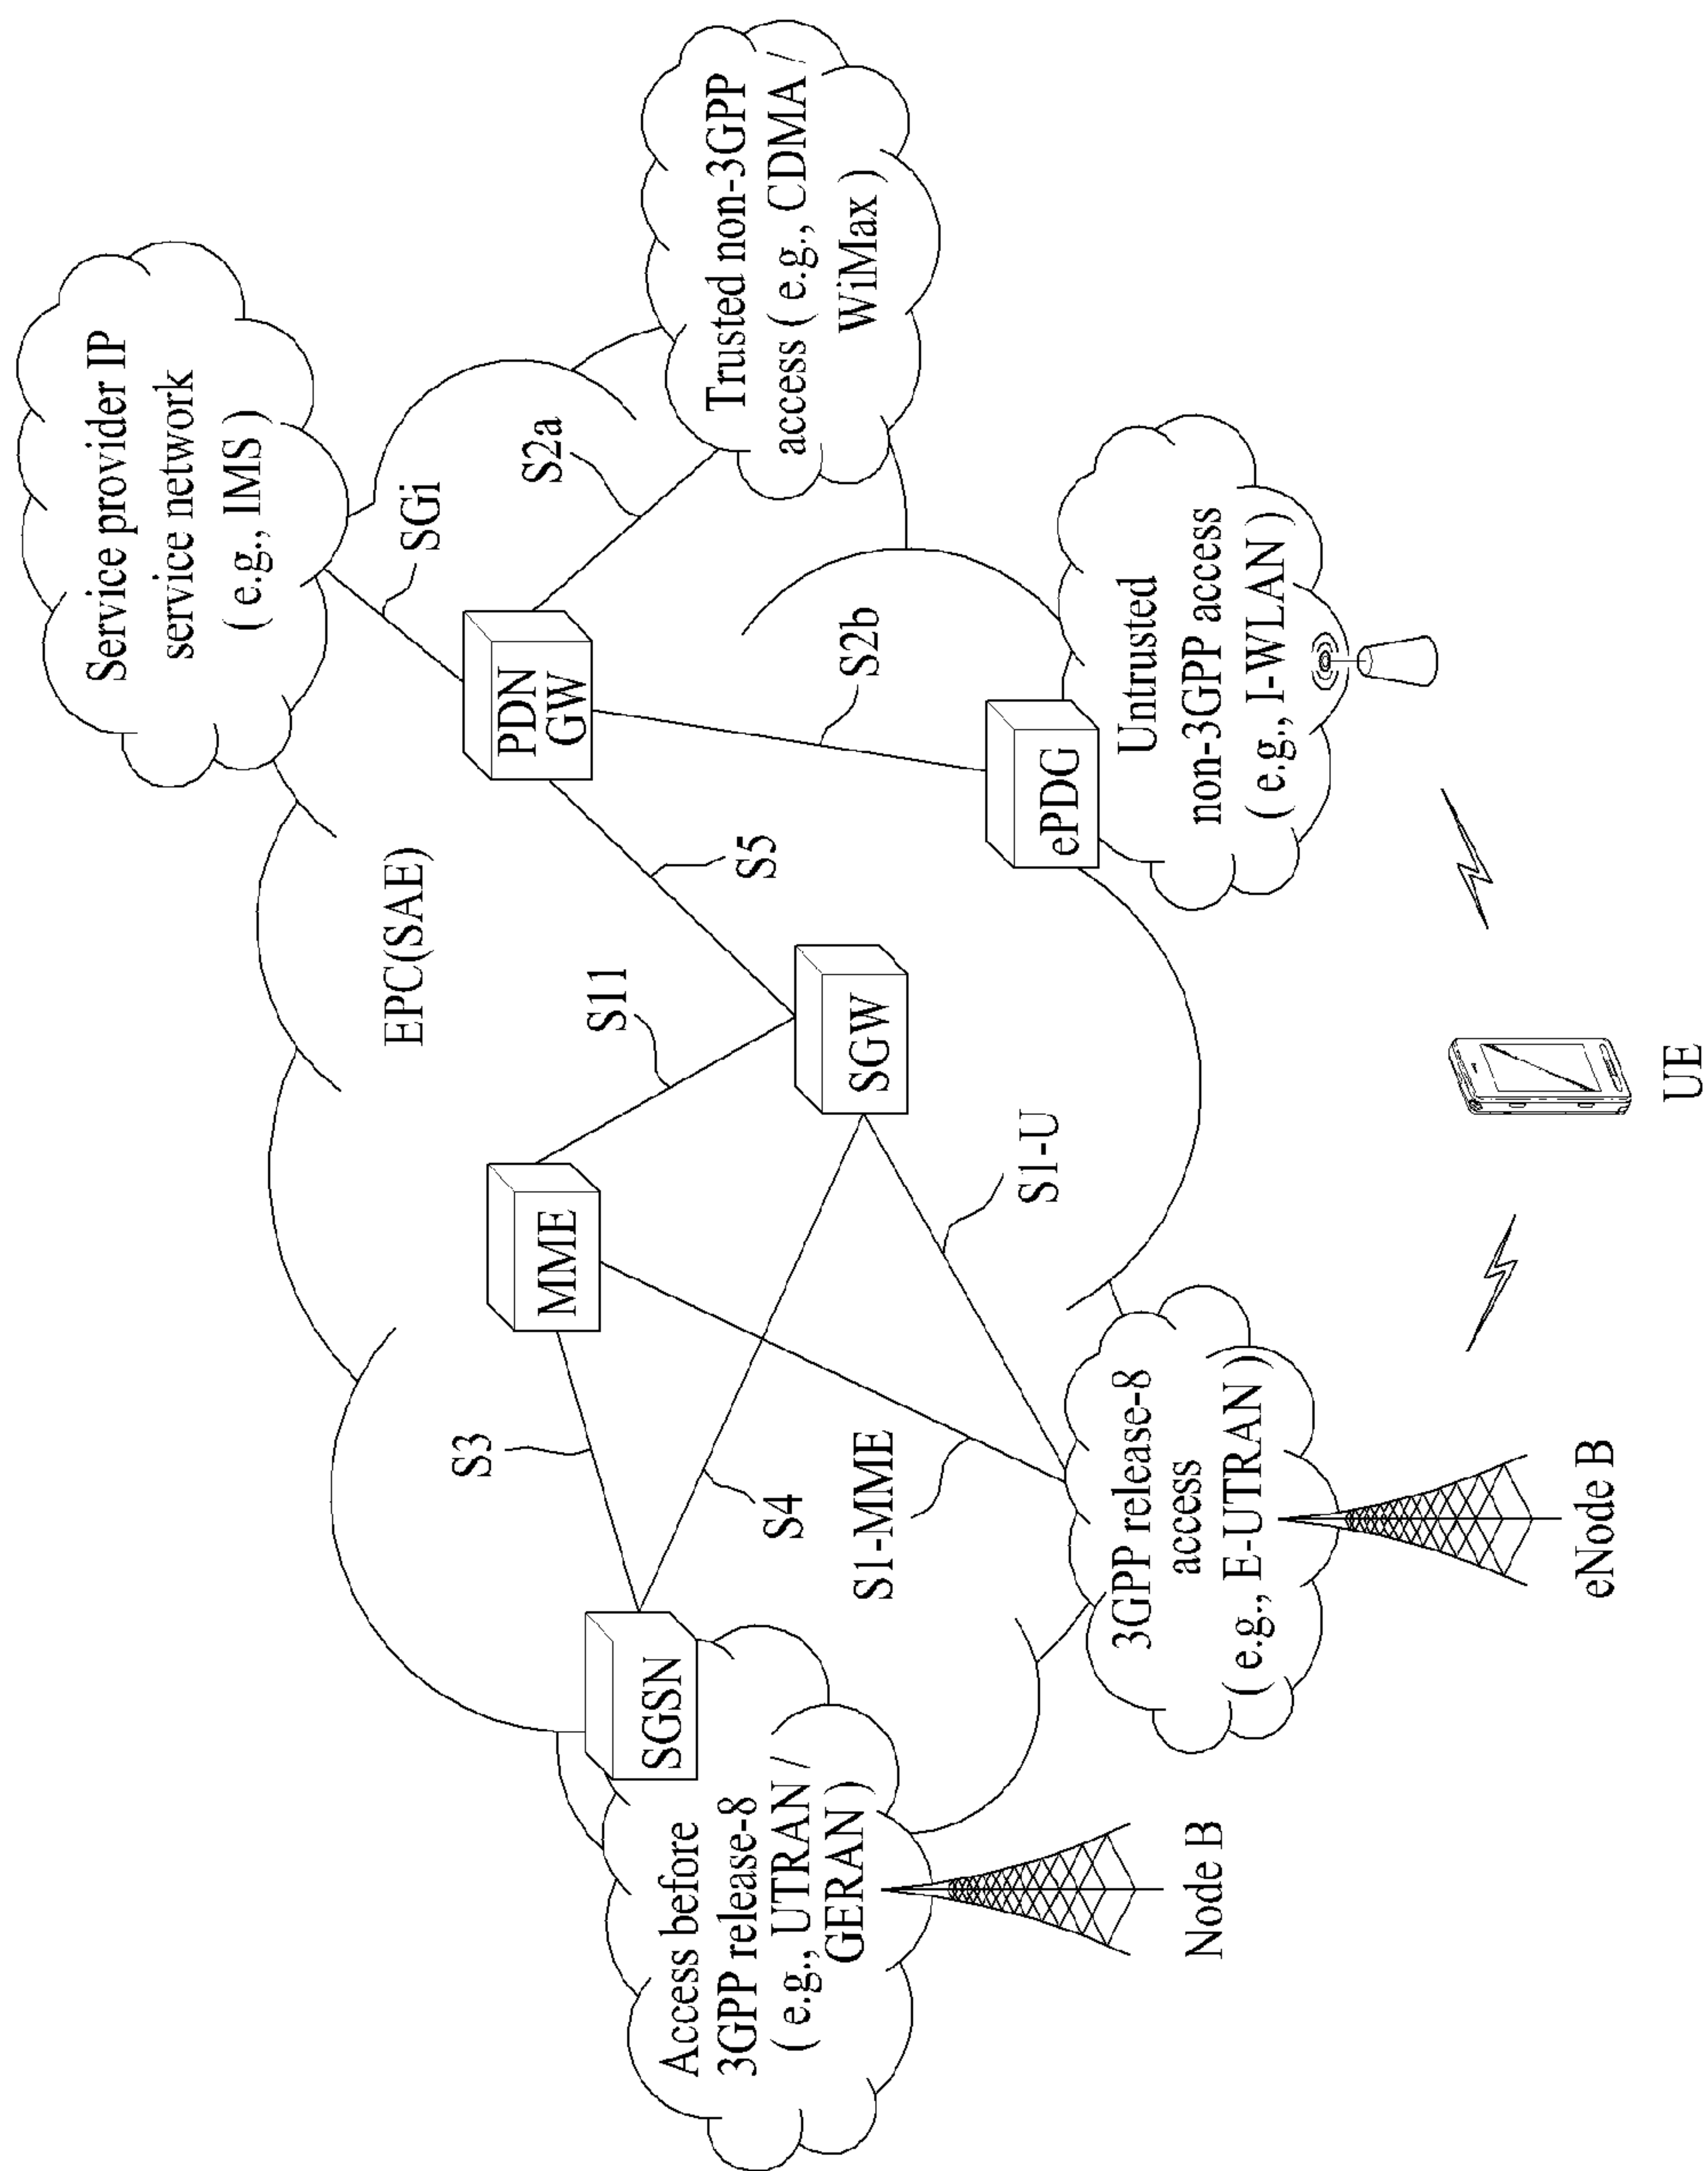 Service provider IP
service network
( e.g., IMS )
SGi
S2a
Trusted non-3GPP
access ( e.g., CDMA /
WiMax )
EPC(SAE)
PDN
GW
S11
S5
S2b
MME
SGW
ePDG
Untrusted
non-3GPP access
( e.g., I-WLAN )
S3
S4
S1-MME
S1-U
SGSN
Access before
3GPP release-8
( e.g., UTRAN /
GERAN )
3GPP release-8
access
( e.g., E-UTRAN )
Node B
eNode B
UE